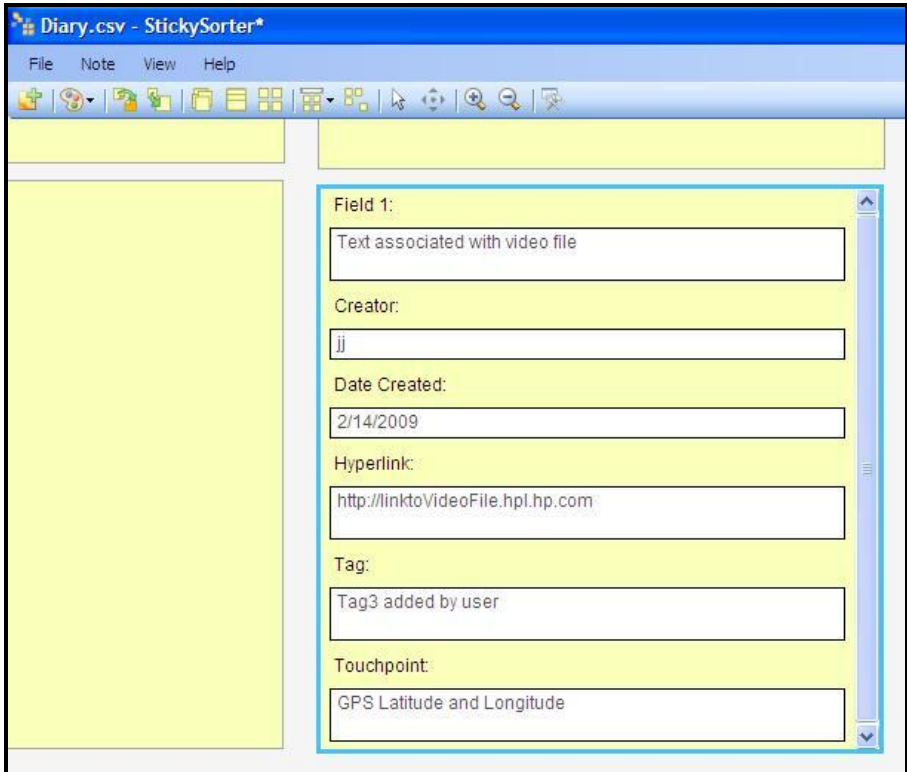 Diary.csv - StickySorter*
File Note View Help
Field 1:
Text associated with video file
Creator:
jj
Date Created:
2/14/2009
Hyperlink:
http://linktoVideoFile.hpl.hp.com
Tag:
Tag3 added by user
Touchpoint:
GPS Latitude and Longitude